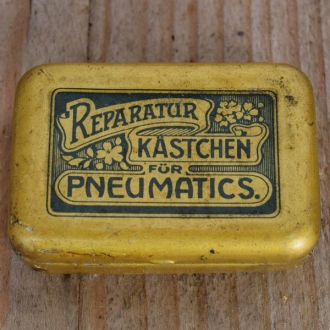 REPARATUR
KÄSTCHEN
FÜR
PNEUMATICS.